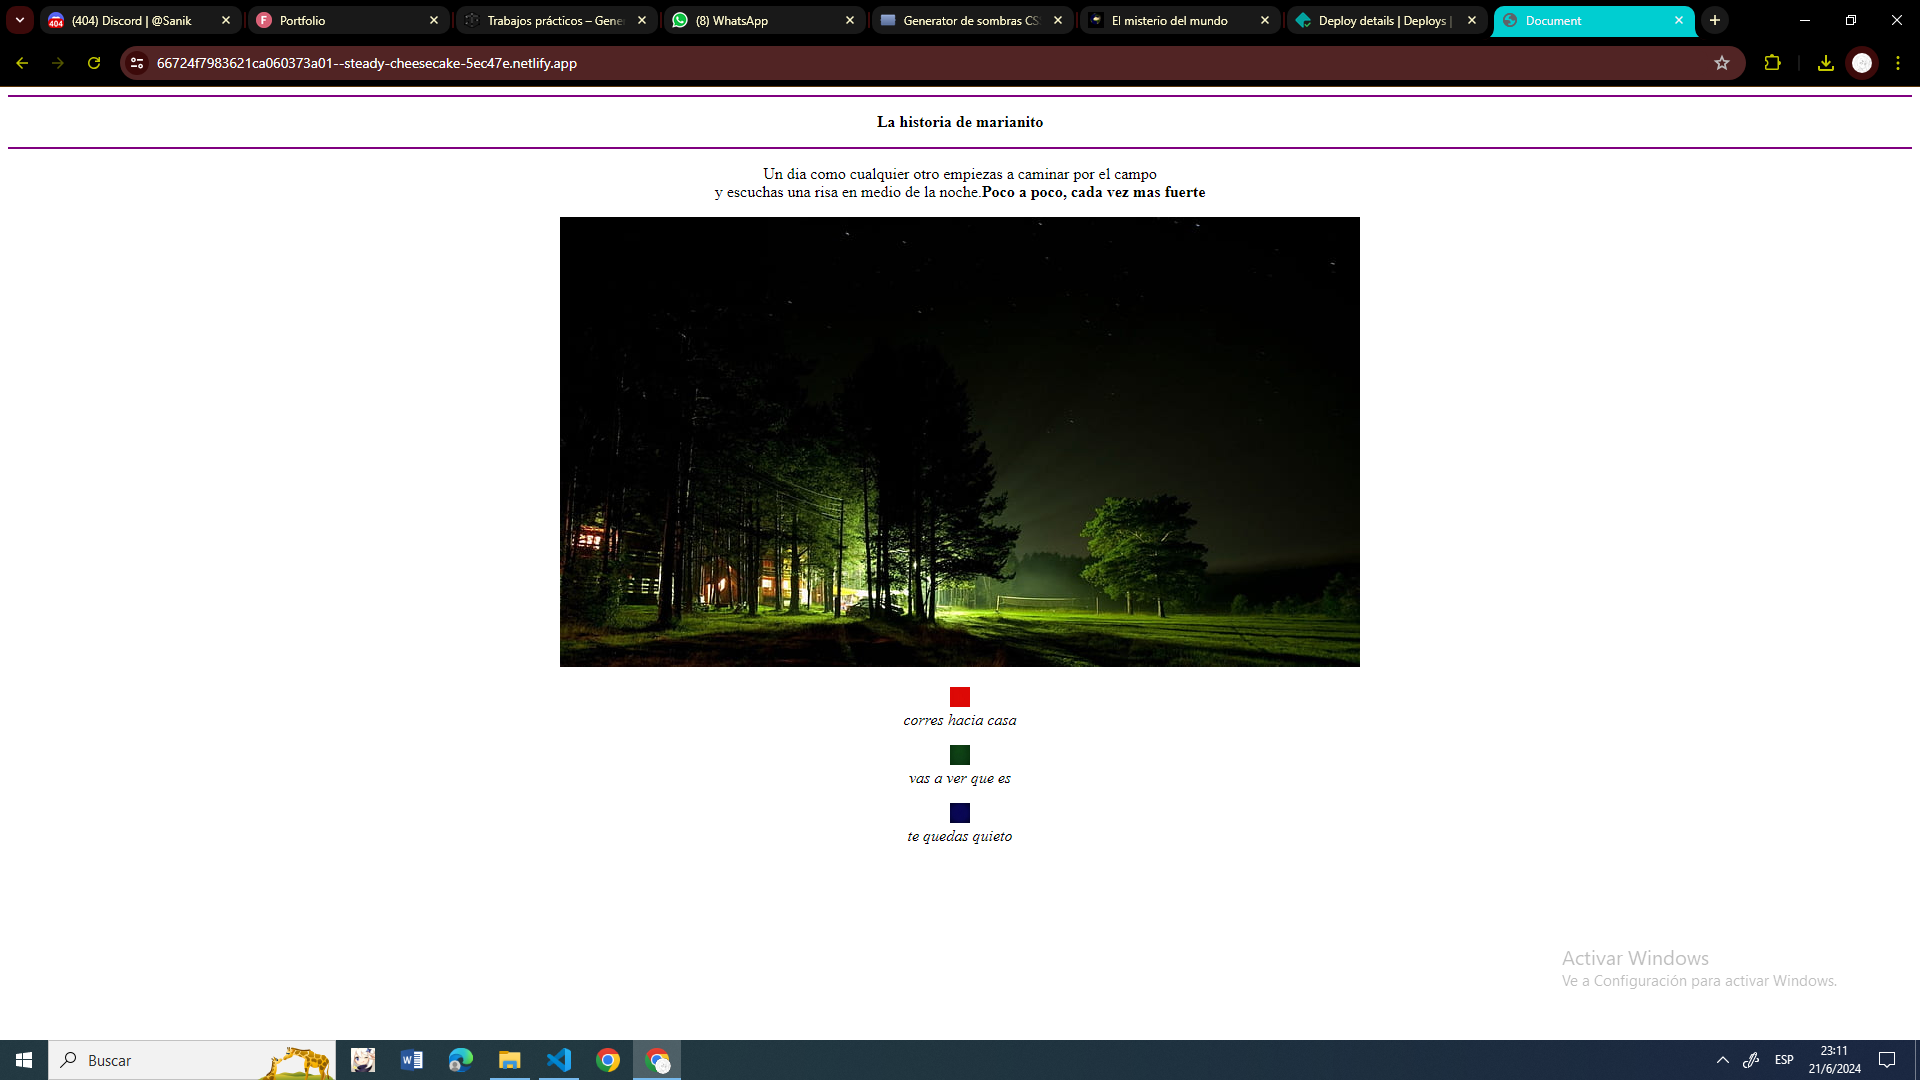 (404) Discord | @Sanik
Portfolio
Trabajos prácticos – Gene
(8) WhatsApp
Generator de sombras CS
El misterio del mundo
Deploy details | Deploys |
Document
66724f7983621ca060373a01--steady-cheesecake-5ec47e.netlify.app
La historia de marianito
Un dia como cualquier otro empiezas a caminar por el campo
y escuchas una risa en medio de la noche.Poco a poco, cada vez mas fuerte
corres hacia casa
vas a ver que es
te quedas quieto
Activar Windows
Ve a Configuración para activar Windows.
Buscar
ESP
23:11
21/6/2024